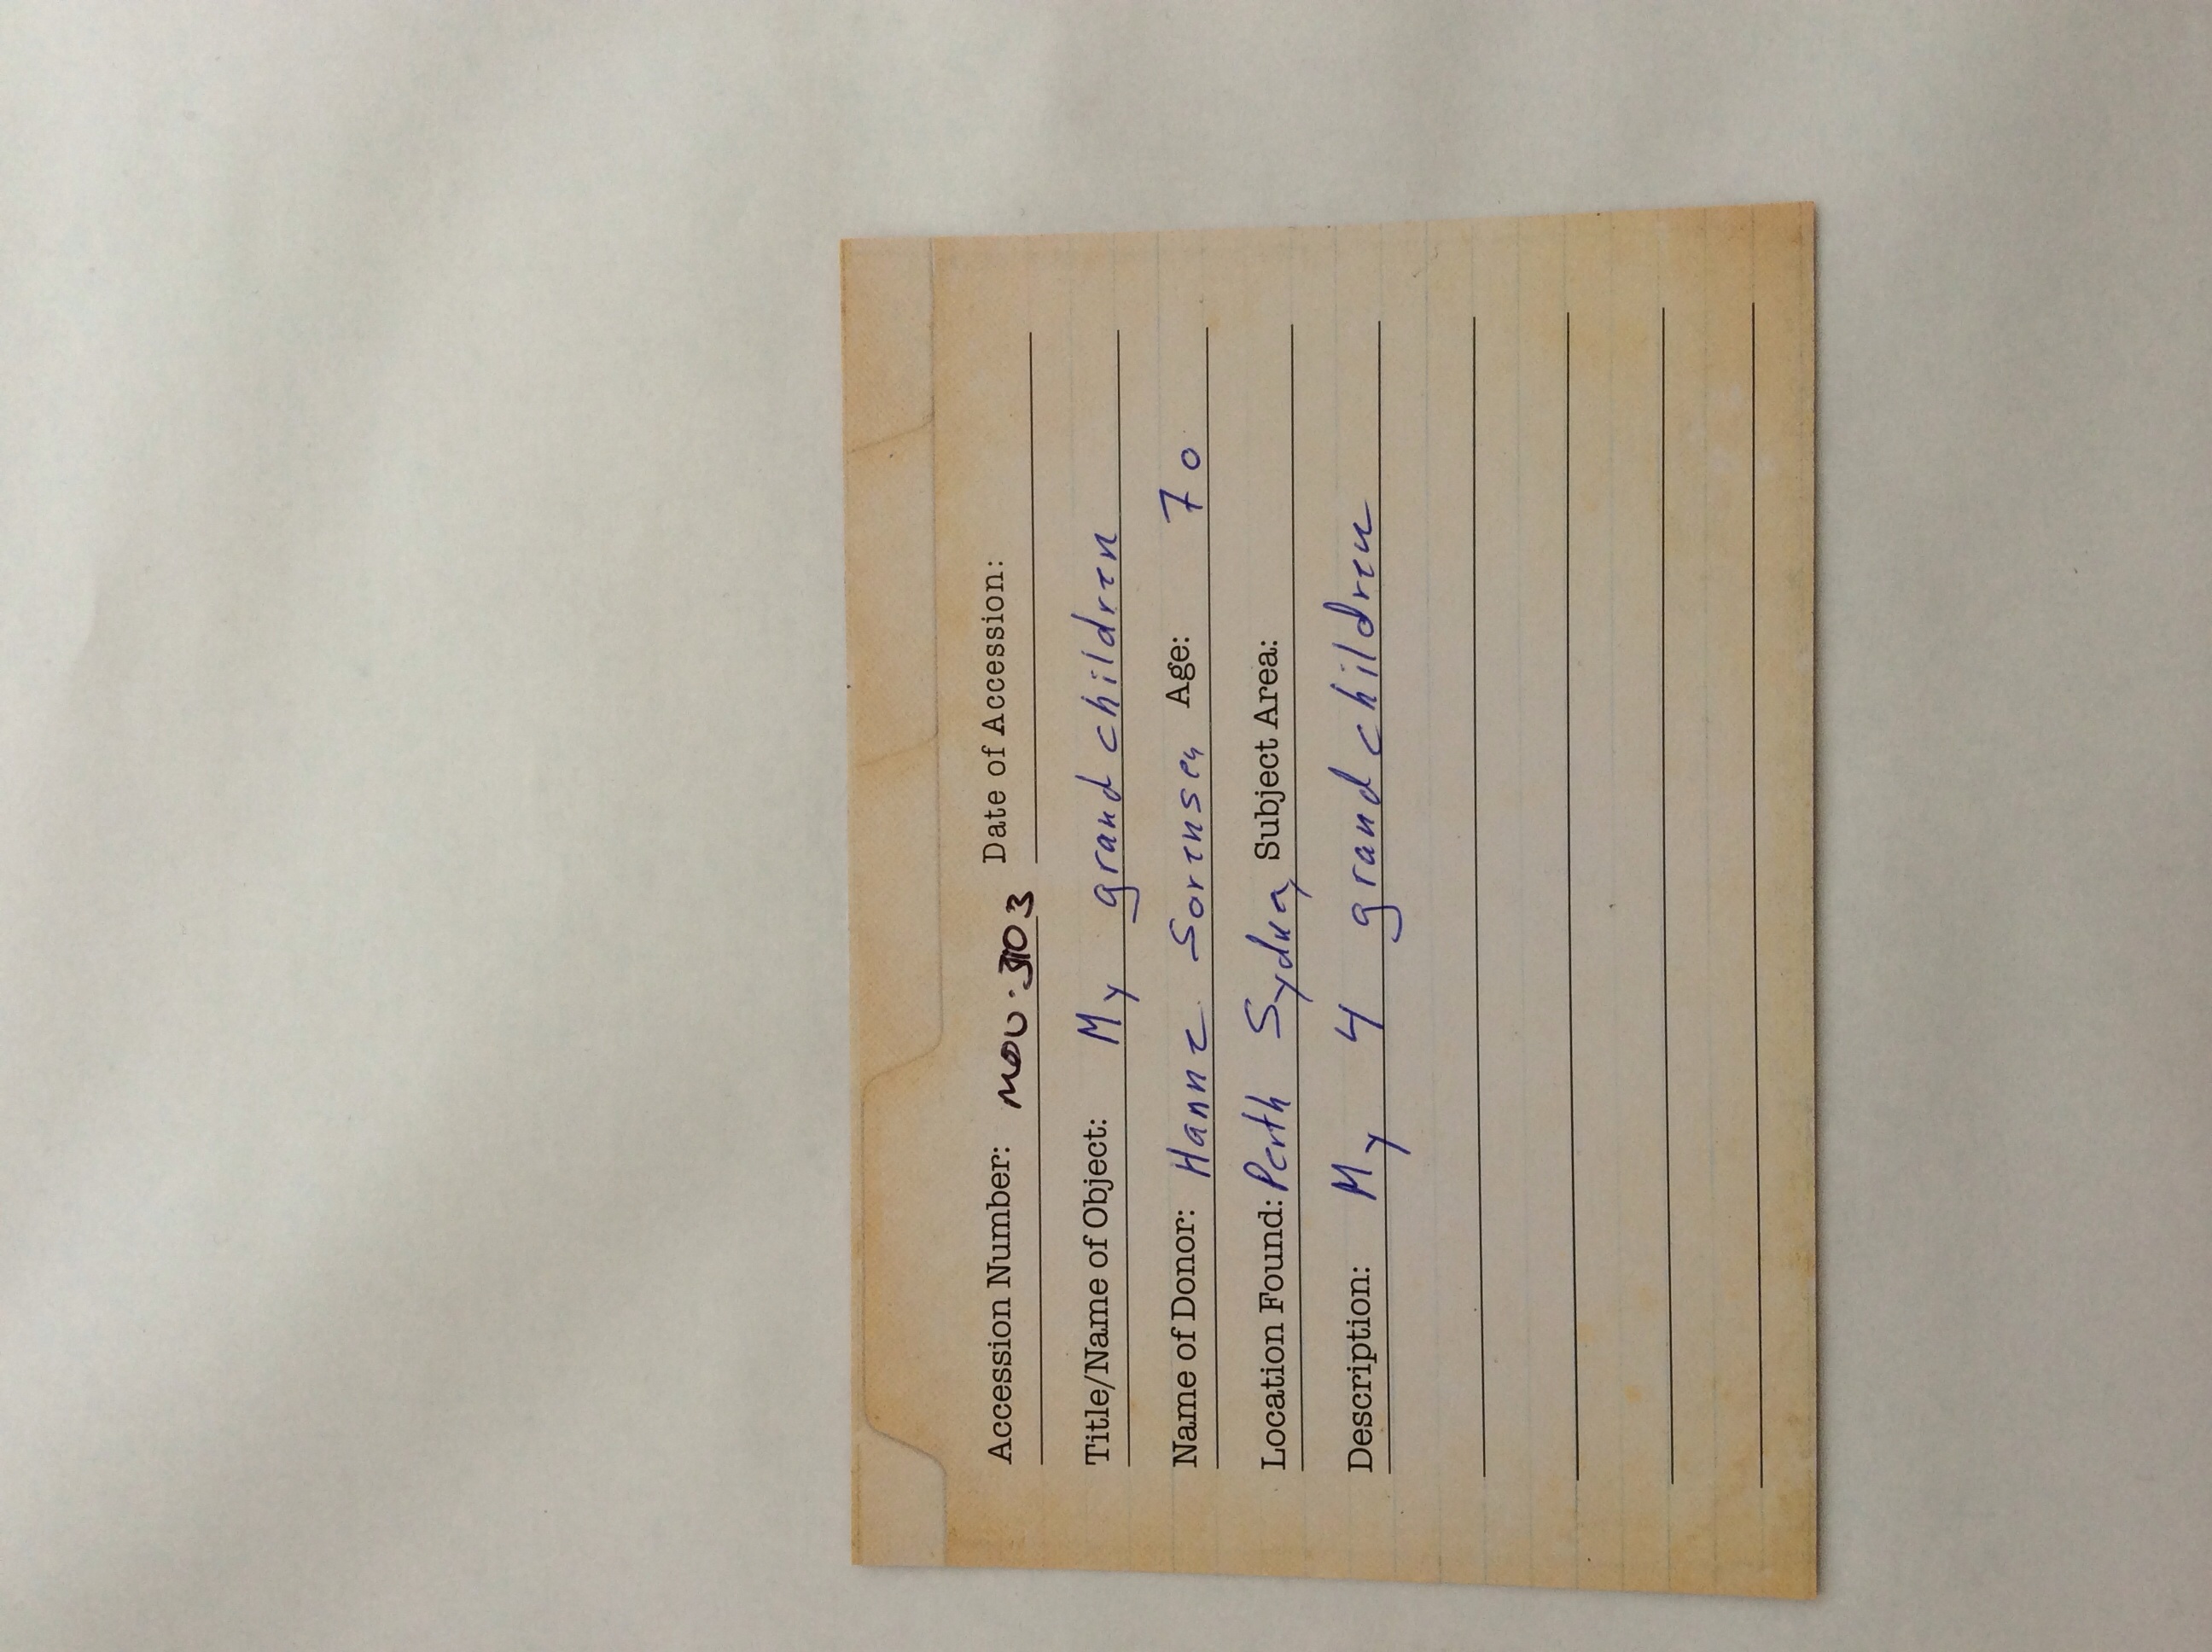 Accession Number: MOU.3103 Date of Accession:
Title/Name of Object: My grandchildren
Name of Donor: Hanne Sorensen Age: 70
Location Found: Perth Sydney Subject Area:
Description: My 4 grandchildren